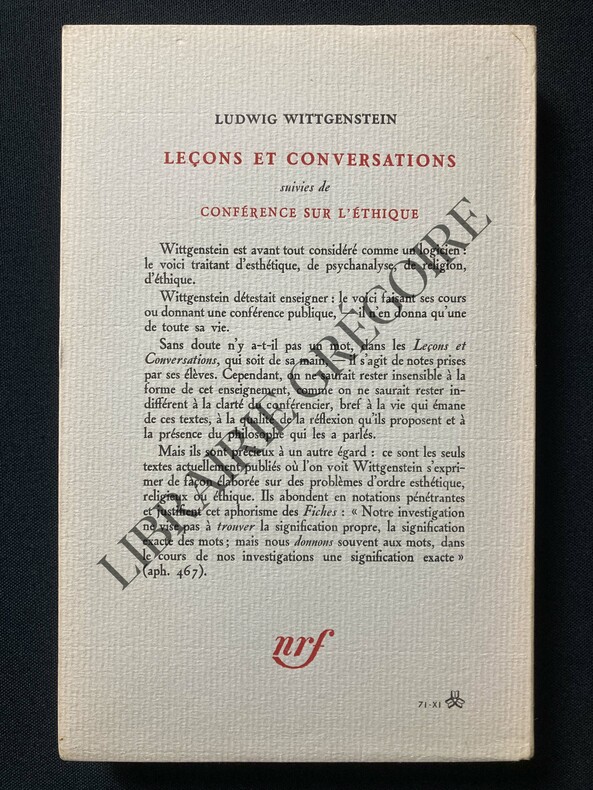 LUDWIG WITTGENSTEIN
LEÇONS ET CONVERSATIONS
suivies de
CONFÉRENCE SUR L'ÉTHIQUE
Wittgenstein est avant tout considéré comme un logicien :
le voici traitant d'esthétique, de psychanalyse, de religion,
d'éthique.
Wittgenstein détestait enseigner : le voici faisant ses cours
ou donnant une conférence publique, — il n'en donna qu'une
de toute sa vie.
Sans doute n'y a-t-il pas un mot, dans les Leçons et
Conversations, qui soit de sa main, — il s'agit de notes prises
par ses élèves. Cependant, on ne saurait rester insensible à la
forme de cet enseignement, comme on ne saurait rester in-
différent à la clarté du conférencier, bref à la vie qui émane
de ces textes, à la de la réflexion qu'ils proposent et à
la présence du philosophe qui les a parlés.
Mais ils sont précieux à un autre égard : ce sont les seuls
textes actuellement publiés où l'on voit Wittgenstein s'expri-
mer de façon élaborée sur des problèmes d'ordre esthétique,
religieux ou éthique. Ils abondent en notations pénétrantes
et justifient cet aphorisme des Fiches : « Notre investigation
ne vise pas à trouver la signification propre, la signification
exacte des mots ; mais nous donnons souvent aux mots, dans
le cours de nos investigations une signification exacte »
(aph. 467).
nrf
71-XI
LIBRAIRIE GRÉGOIRE